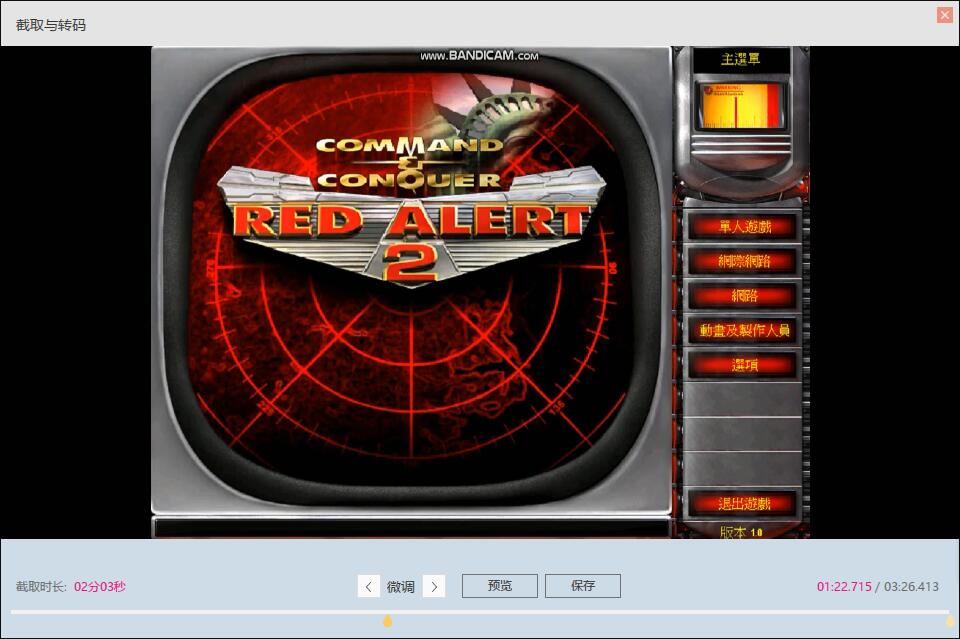 截取与转码
WWW.BANDICAM.COM
COMMAND
&
CONQUER
RED ALERT
2
主選單
WARNING
單人遊戲
網際網路
網路
動畫及製作人員
選項
退出遊戲
版本 1.0
截取时长: 02分03秒
微调
预览
保存
01:22.715 / 03:26.413